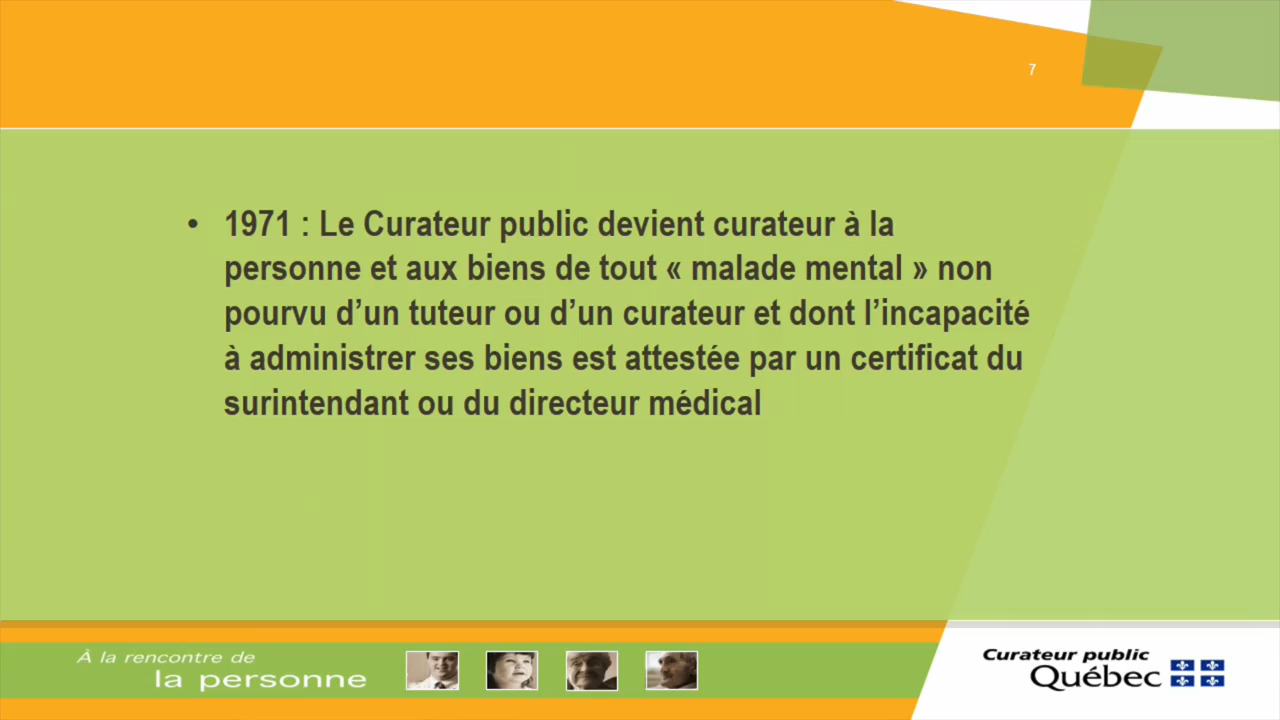 7
• 1971 : Le Curateur public devient curateur à la
personne et aux biens de tout « malade mental » non
pourvu d’un tuteur ou d’un curateur et dont l’incapacité
à administrer ses biens est attestée par un certificat du
surintendant ou du directeur médical
À la rencontre de
la personne
Curateur public
Québec